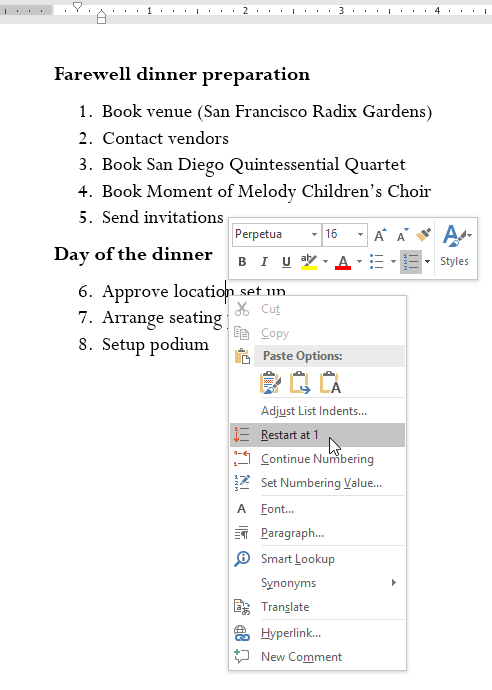 1 2 3 4
Farewell dinner preparation
1. Book venue (San Francisco Radix Gardens)
2. Contact vendors
3. Book San Diego Quintessential Quartet
4. Book Moment of Melody Children’s Choir
5. Send invitations
Perpetua 16 A A
B I U ab A Styles
Day of the dinner
6. Approve location set up
7. Arrange seating
8. Setup podium
Cut
Copy
Paste Options:
Adjust List Indents...
Restart at 1
Continue Numbering
Set Numbering Value...
A Font...
Paragraph...
Smart Lookup
Synonyms
Translate
Hyperlink...
New Comment